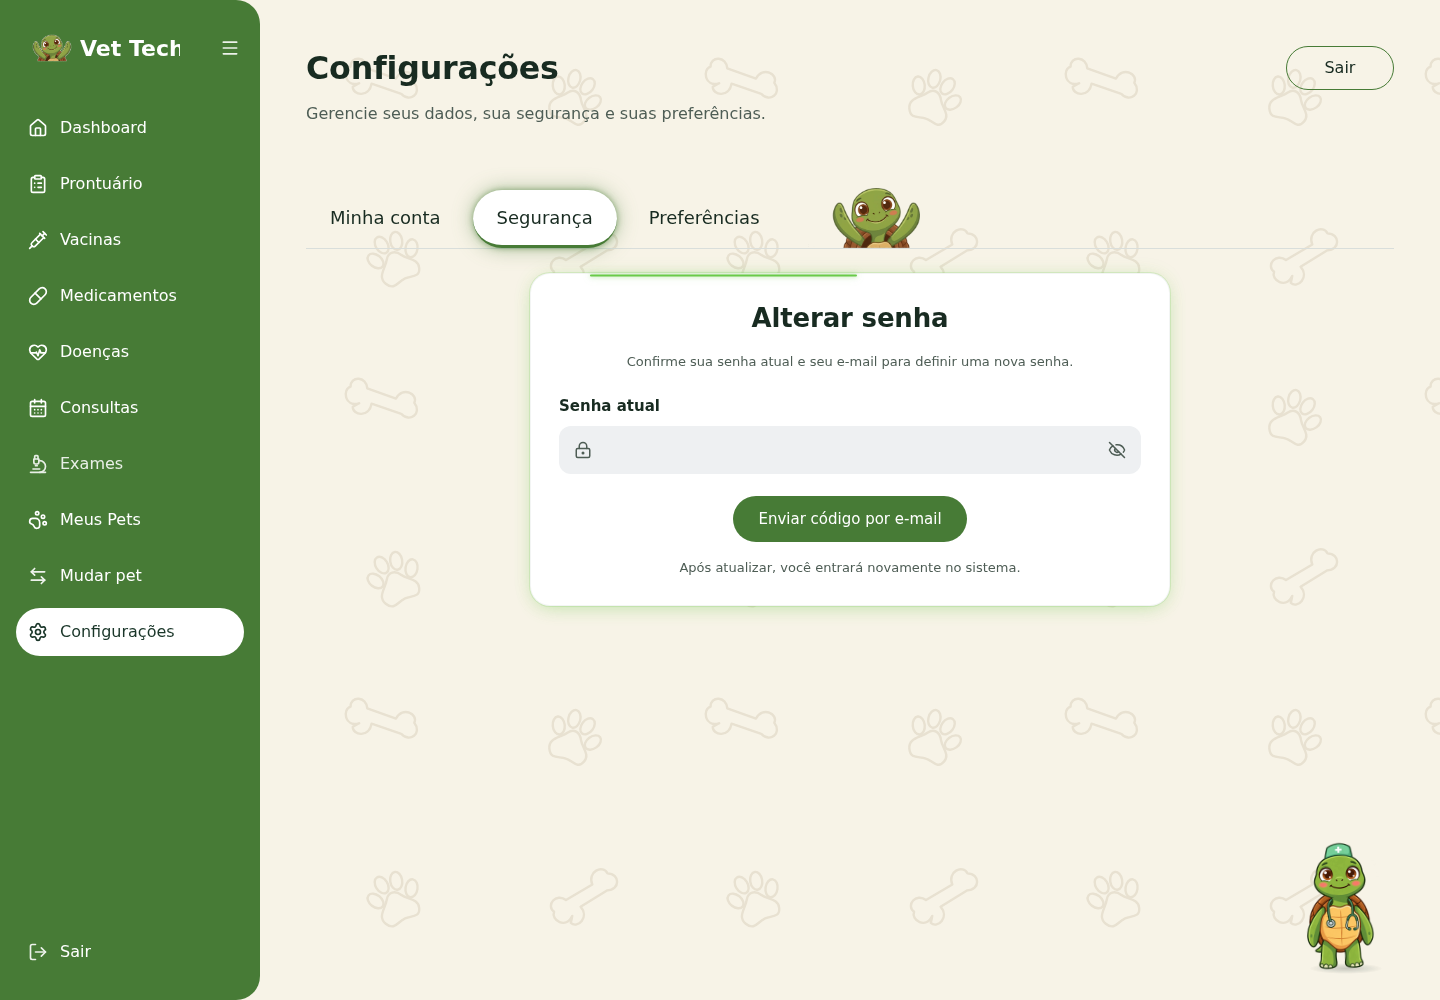 Vet Tech
Dashboard
Prontuário
Vacinas
Medicamentos
Doenças
Consultas
Exames
Meus Pets
Mudar pet
Configurações
Sair
Configurações
Sair
Gerencie seus dados, sua segurança e suas preferências.
Minha conta
Segurança
Preferências
Alterar senha
Confirme sua senha atual e seu e-mail para definir uma nova senha.
Senha atual
Enviar código por e-mail
Após atualizar, você entrará novamente no sistema.